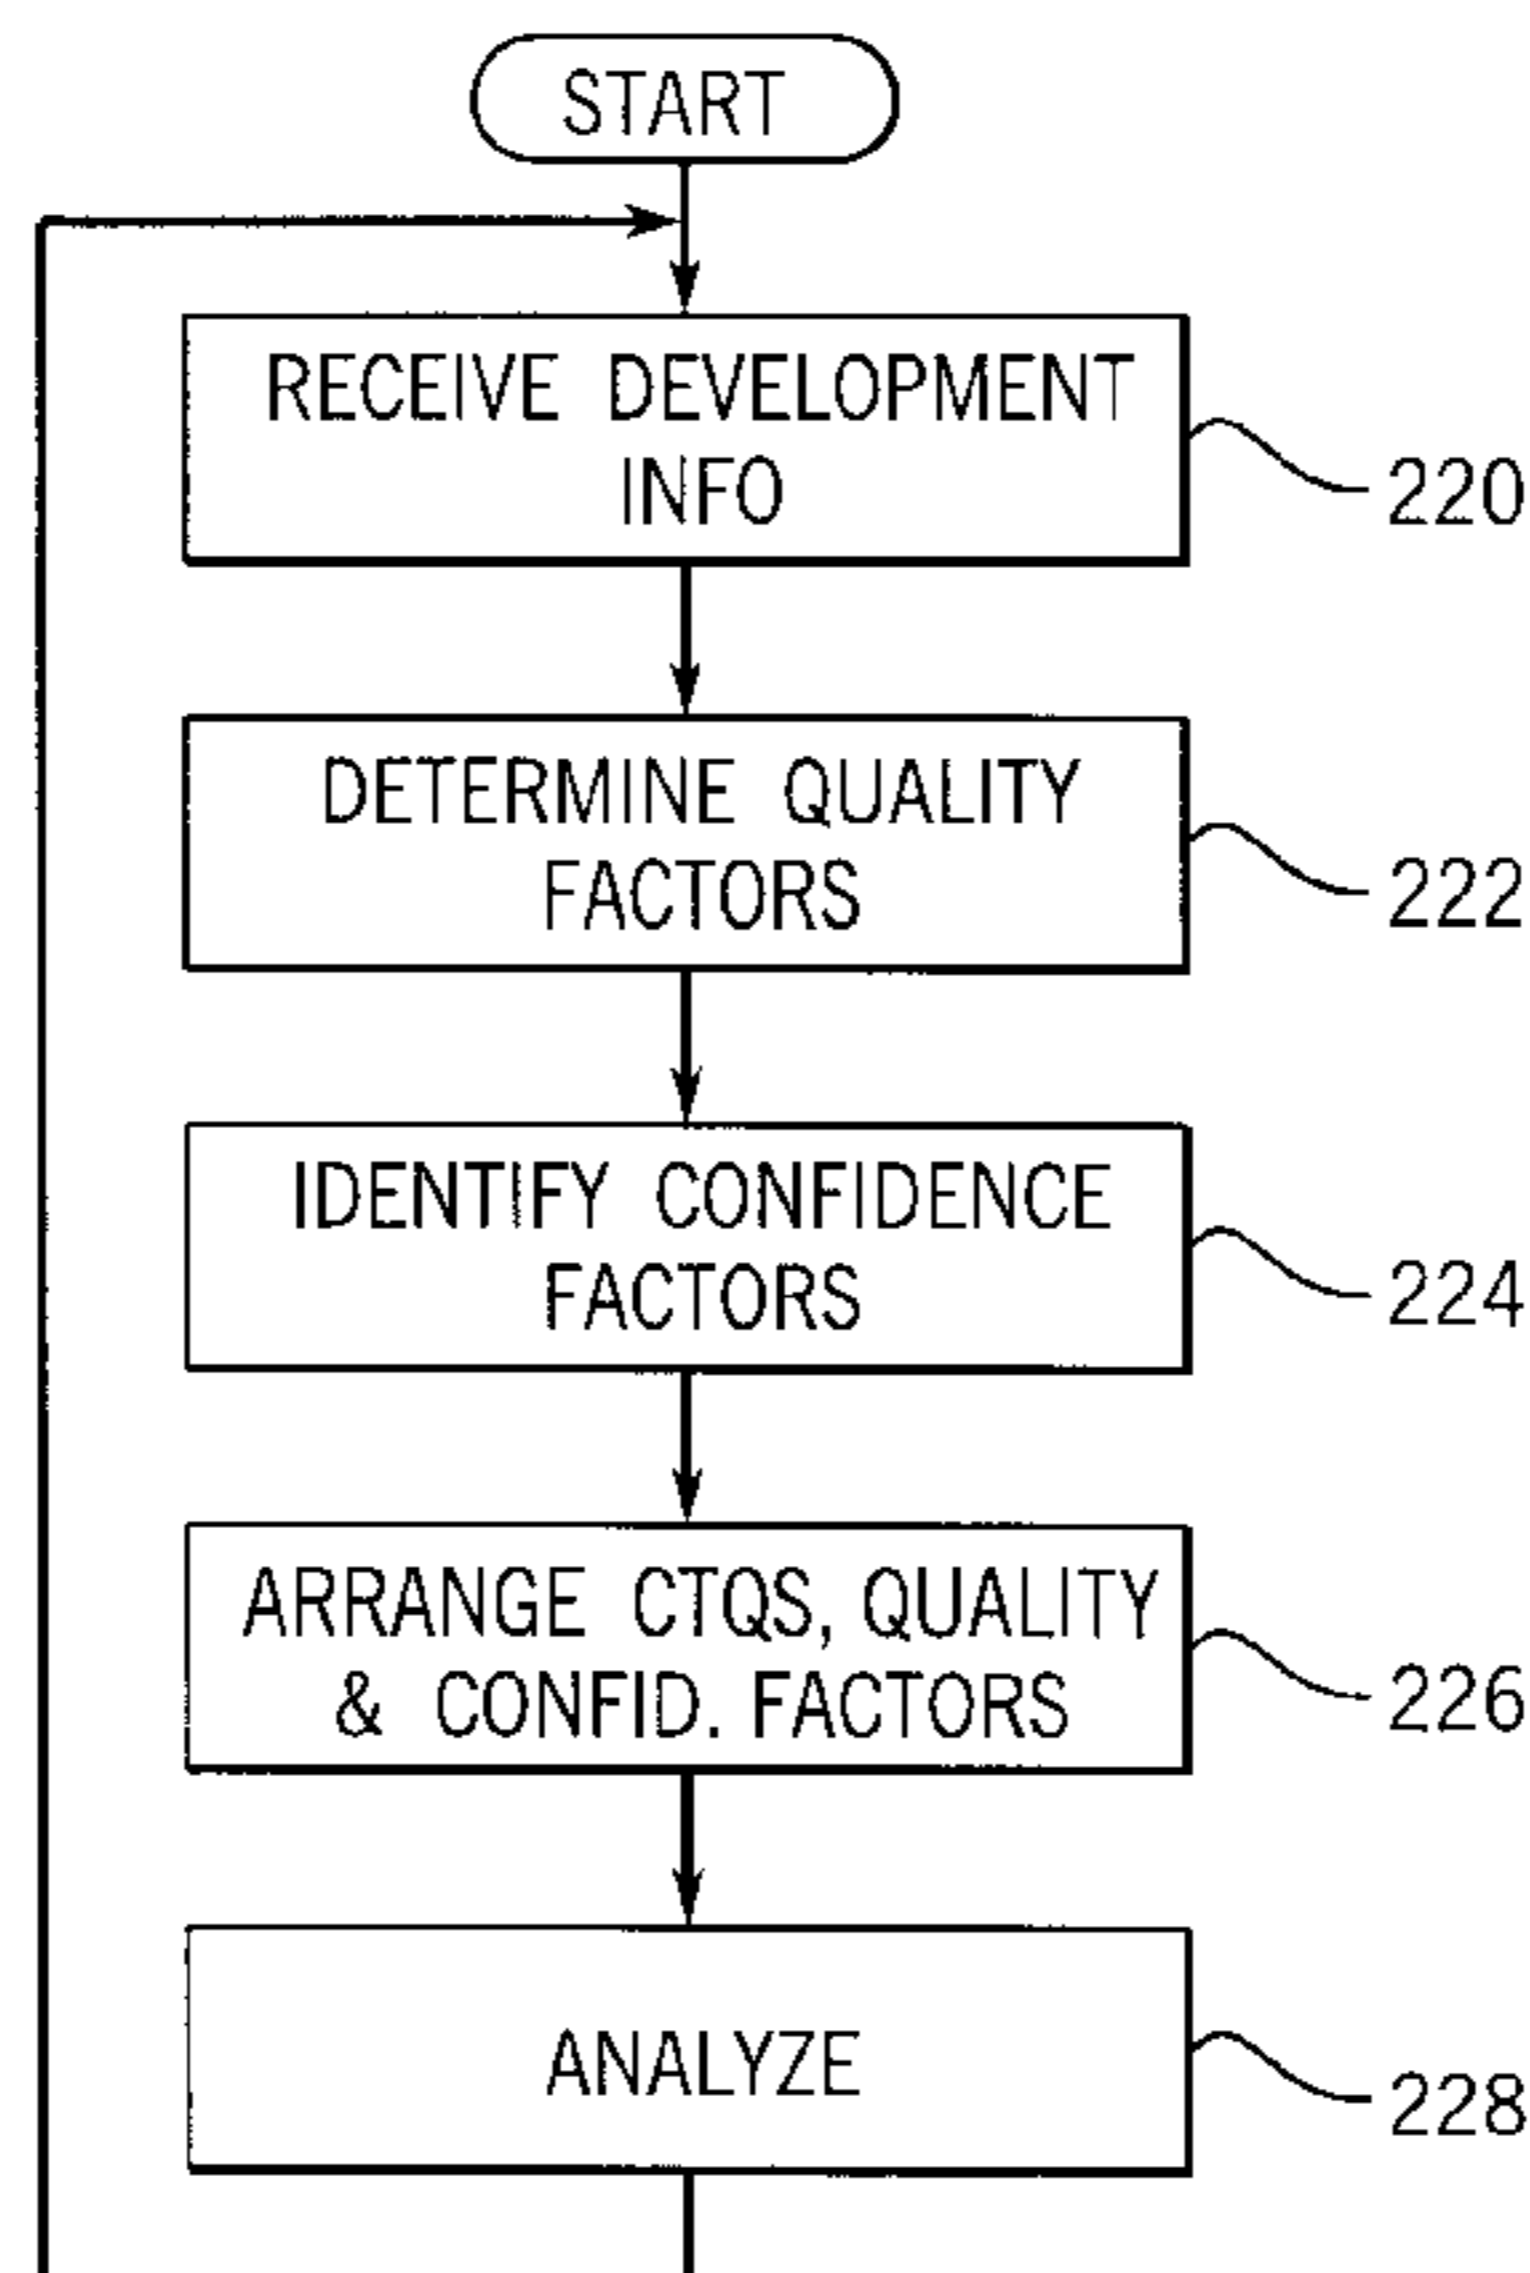 START
RECEIVE DEVELOPMENT
INFO
220
DETERMINE QUALITY
FACTORS
222
IDENTIFY CONFIDENCE
FACTORS
224
ARRANGE CTQS, QUALITY
& CONFID. FACTORS
226
ANALYZE
228